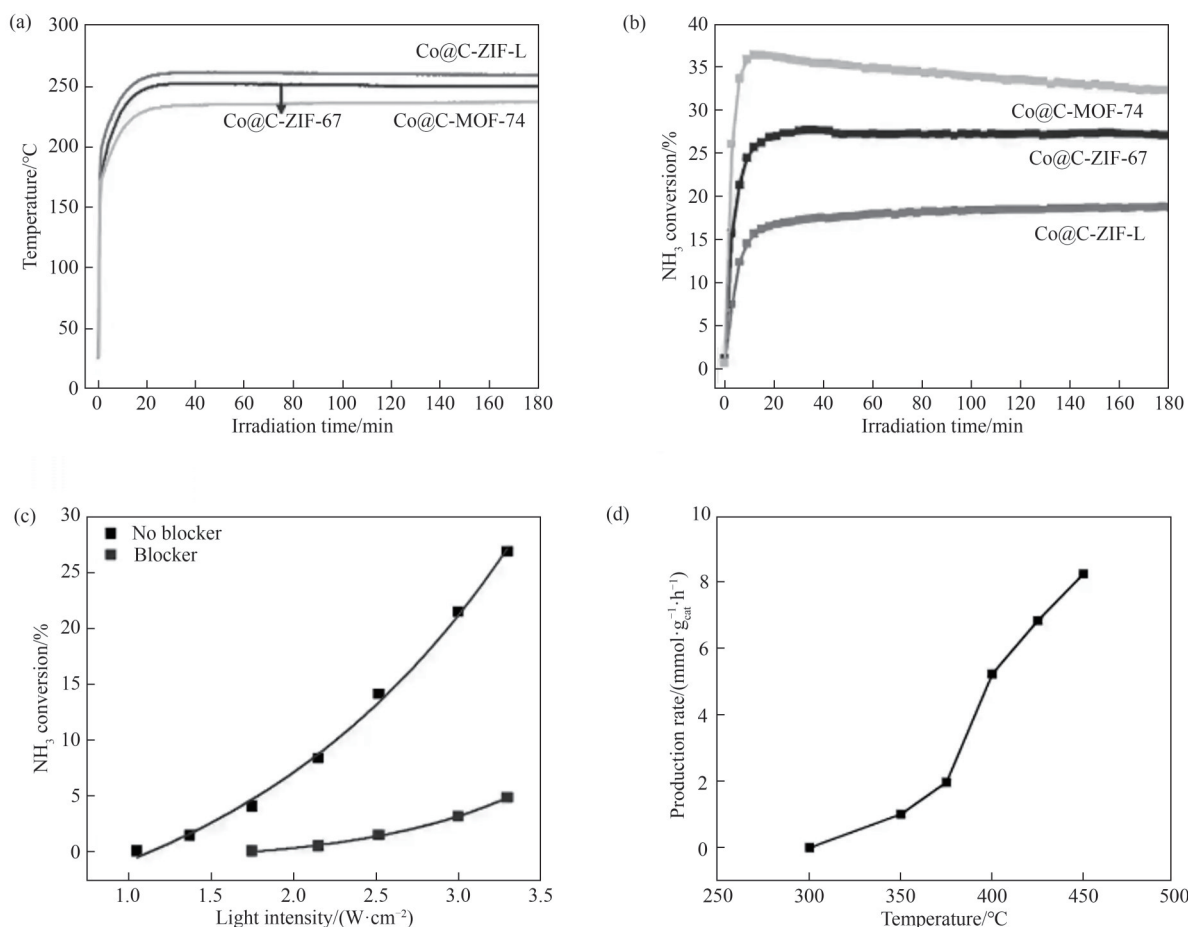 (a)
300
250
200
150
100
50
0
Temperature/°C
Co@C-ZIF-L
Co@C-ZIF-67
Co@C-MOF-74
0 20 40 60 80 100 120 140 160 180
Irradiation time/min
(b)
40
35
30
25
20
15
10
5
0
NH₃ conversion/%
Co@C-MOF-74
Co@C-ZIF-67
Co@C-ZIF-L
0 20 40 60 80 100 120 140 160 180
Irradiation time/min
(c)
30
25
20
15
10
5
0
NH₃ conversion/%
No blocker
Blocker
1.0 1.5 2.0 2.5 3.0 3.5
Light intensity/(W·cm⁻²)
(d)
10
8
6
4
2
0
Production rate/(mmol·g⁻¹cat·h⁻¹)
250 300 350 400 450 500
Temperature/°C